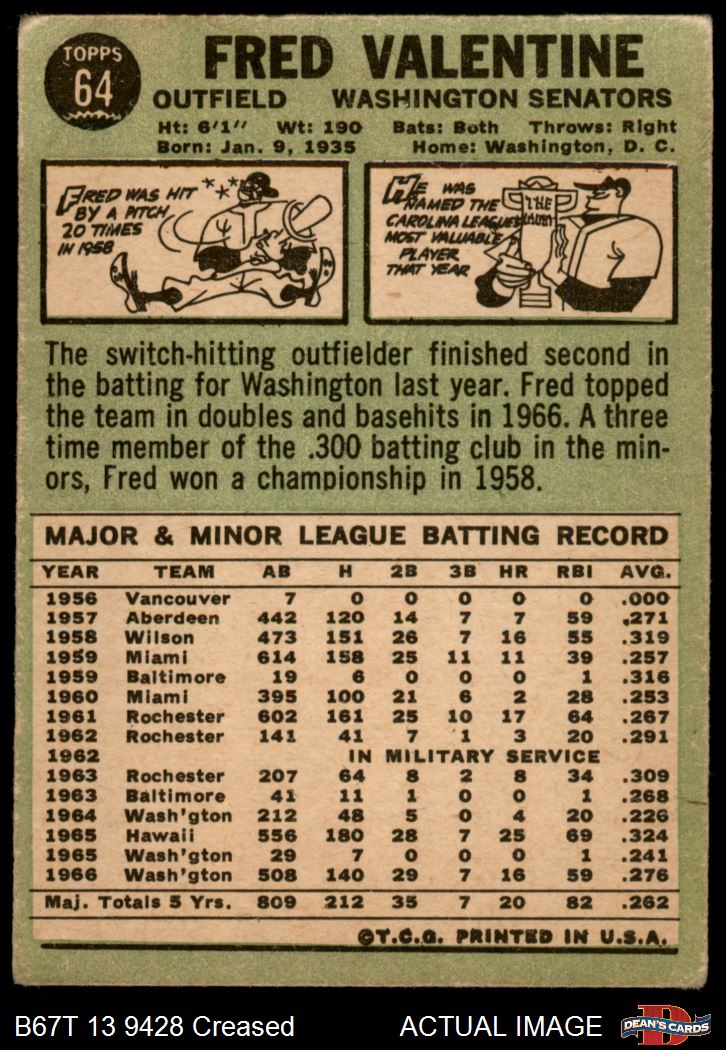 TOPPS
64
FRED VALENTINE
OUTFIELD WASHINGTON SENATORS
Ht: 6'1'' Wt: 190 Bats: Both Throws: Right
Born: Jan. 9, 1935 Home: Washington, D. C.
FRED WAS HIT
BY A PITCH
20 TIMES
IN 1958
HE WAS
NAMED THE
CAROLINA LEAGUES
MOST VALUABLE
PLAYER
THAT YEAR
THE
The switch-hitting outfielder finished second in
the batting for Washington last year. Fred topped
the team in doubles and basehits in 1966. A three
time member of the .300 batting club in the min-
ors, Fred won a championship in 1958.
MAJOR & MINOR LEAGUE BATTING RECORD
YEAR TEAM AB H 2B 3B HR RBI AVG.
1956 Vancouver 7 0 0 0 0 0 .000
1957 Aberdeen 442 120 14 7 7 59 .271
1958 Wilson 473 151 26 7 16 55 .319
1959 Miami 614 158 25 11 11 39 .257
1959 Baltimore 19 6 0 0 0 1 .316
1960 Miami 395 100 21 6 2 28 .253
1961 Rochester 602 161 25 10 17 64 .267
1962 Rochester 141 41 7 1 3 20 .291
1962 IN MILITARY SERVICE
1963 Rochester 207 64 8 2 8 34 .309
1963 Baltimore 41 11 1 0 0 1 .268
1964 Wash'gton 212 48 5 0 4 20 .226
1965 Hawaii 556 180 28 7 25 69 .324
1965 Wash'gton 29 7 0 0 0 1 .241
1966 Wash'gton 508 140 29 7 16 59 .276
Maj. Totals 5 Yrs. 809 212 35 7 20 82 .262
©T.C.G. PRINTED IN U.S.A.
B67T 13 9428 Creased ACTUAL IMAGE
D
DEAN'S CARDS